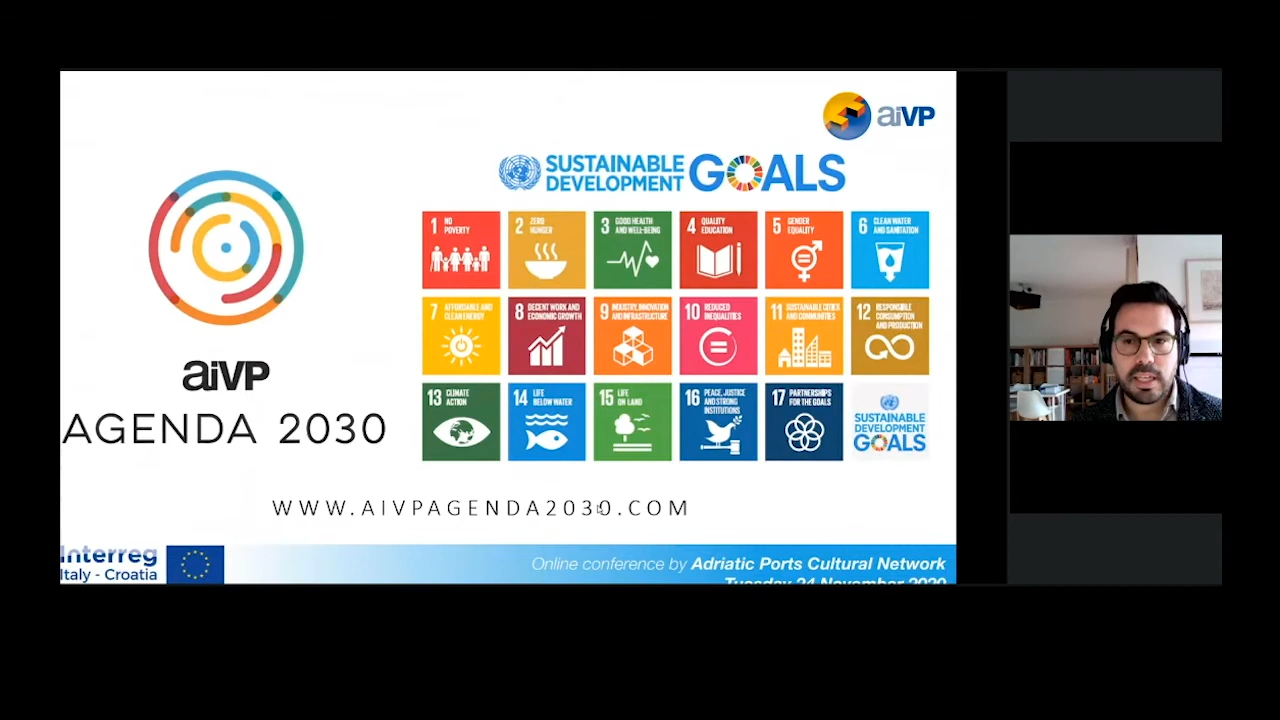 aiVP
SUSTAINABLE
DEVELOPMENT
GOALS
aiVP
AGENDA 2030
1 NO
POVERTY
2 ZERO
HUNGER
3 GOOD HEALTH
AND WELL-BEING
4 QUALITY
EDUCATION
5 GENDER
EQUALITY
6 CLEAN WATER
AND SANITATION
7 AFFORDABLE AND
CLEAN ENERGY
8 DECENT WORK AND
ECONOMIC GROWTH
9 INDUSTRY, INNOVATION
AND INFRASTRUCTURE
10 REDUCED
INEQUALITIES
11 SUSTAINABLE CITIES
AND COMMUNITIES
12 RESPONSIBLE
CONSUMPTION
AND PRODUCTION
13 CLIMATE
ACTION
14 LIFE
BELOW WATER
15 LIFE
ON LAND
16 PEACE, JUSTICE
AND STRONG
INSTITUTIONS
17 PARTNERSHIPS
FOR THE GOALS
SUSTAINABLE
DEVELOPMENT
GOALS
WWW.AIVPAGENDA2030.COM
Interreg
Italy - Croatia
Online conference by Adriatic Ports Cultural Network
Tuesday 24 November 2020